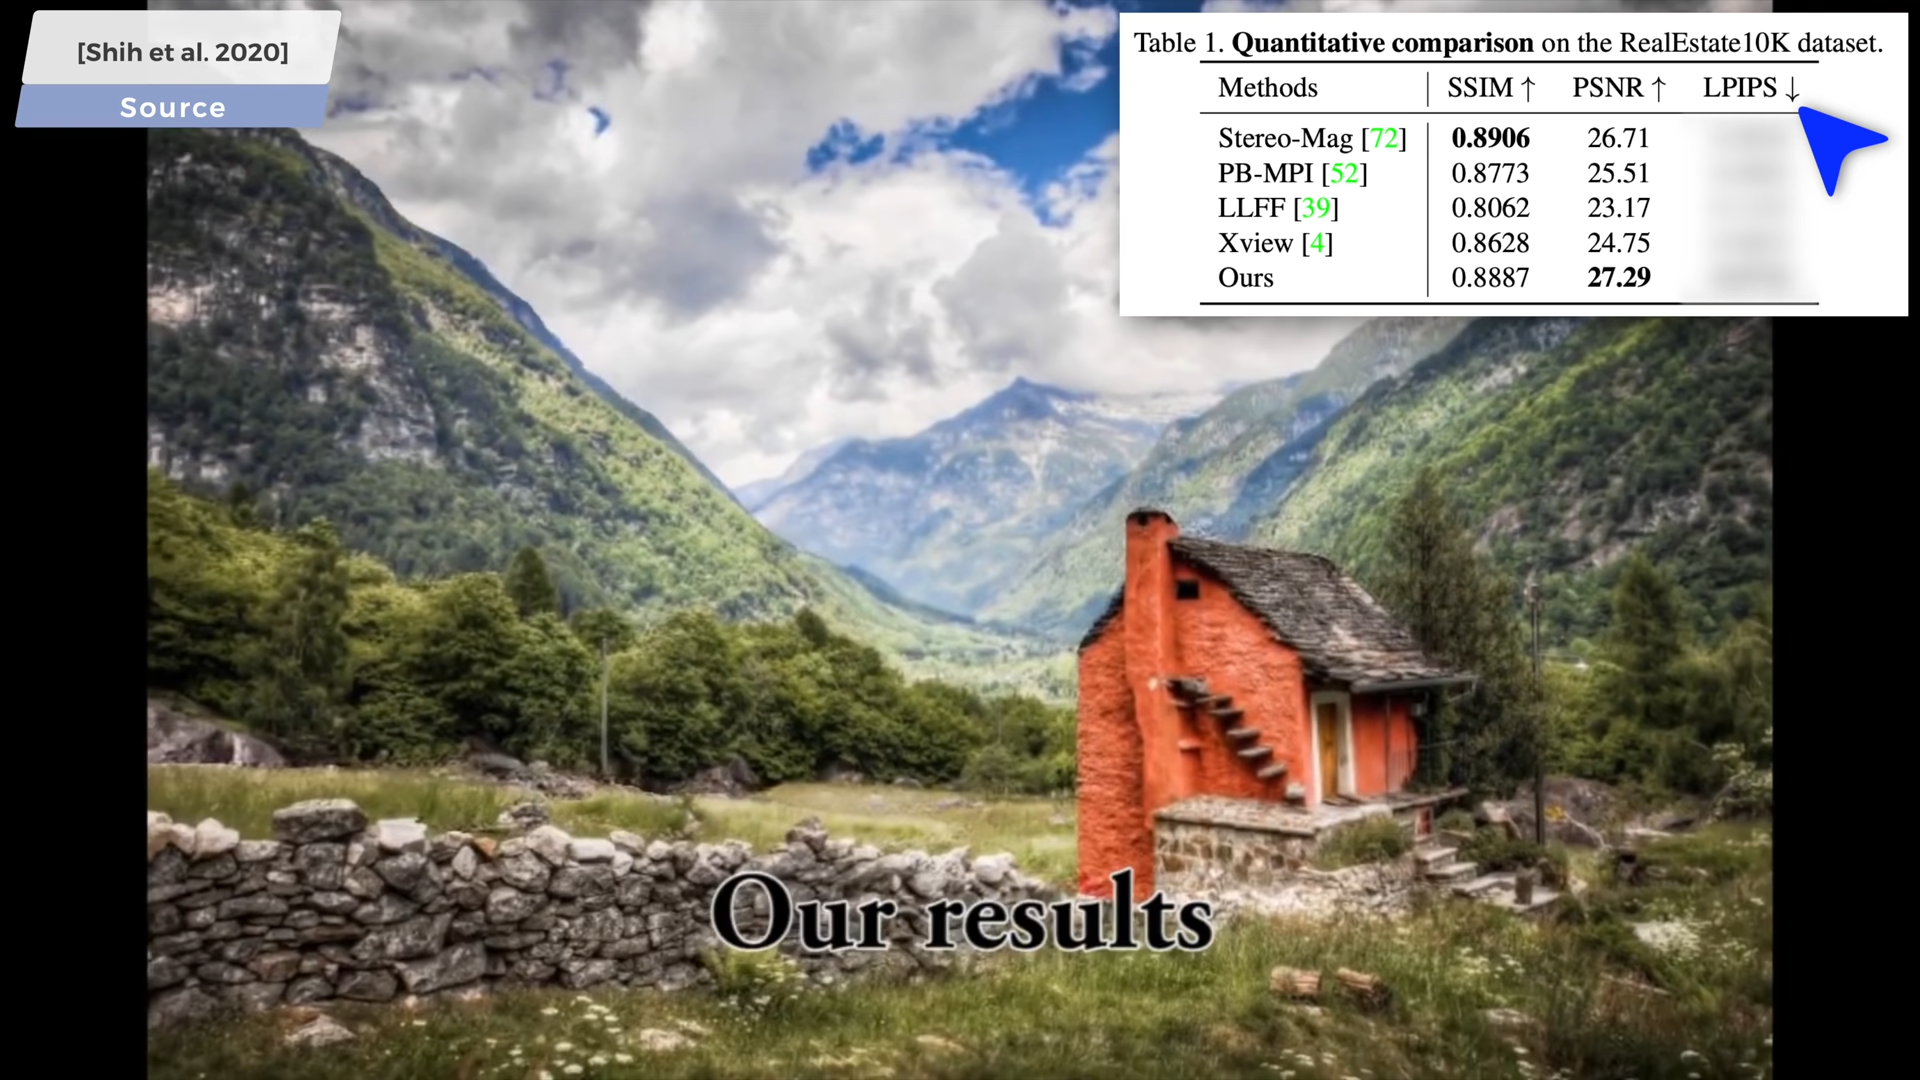 [Shih et al. 2020]
Source
Table 1. Quantitative comparison on the RealEstate10K dataset.
Methods SSIM ↑ PSNR ↑ LPIPS ↓
Stereo-Mag [72] 0.8906 26.71
PB-MPI [52] 0.8773 25.51
LLFF [39] 0.8062 23.17
Xview [4] 0.8628 24.75
Ours 0.8887 27.29
Our results